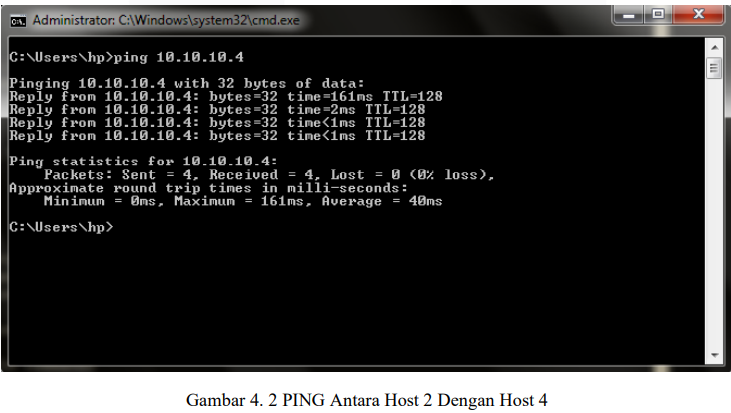 Administrator: C:\Windows\system32\cmd.exe
C:\Users\hp>ping 10.10.10.4
Pinging 10.10.10.4 with 32 bytes of data:
Reply from 10.10.10.4: bytes=32 time=161ms TTL=128
Reply from 10.10.10.4: bytes=32 time=2ms TTL=128
Reply from 10.10.10.4: bytes=32 time<1ms TTL=128
Reply from 10.10.10.4: bytes=32 time<1ms TTL=128
Ping statistics for 10.10.10.4:
Packets: Sent = 4, Received = 4, Lost = 0 (0% loss),
Approximate round trip times in milli-seconds:
Minimum = 0ms, Maximum = 161ms, Average = 40ms
C:\Users\hp>
Gambar 4. 2 PING Antara Host 2 Dengan Host 4